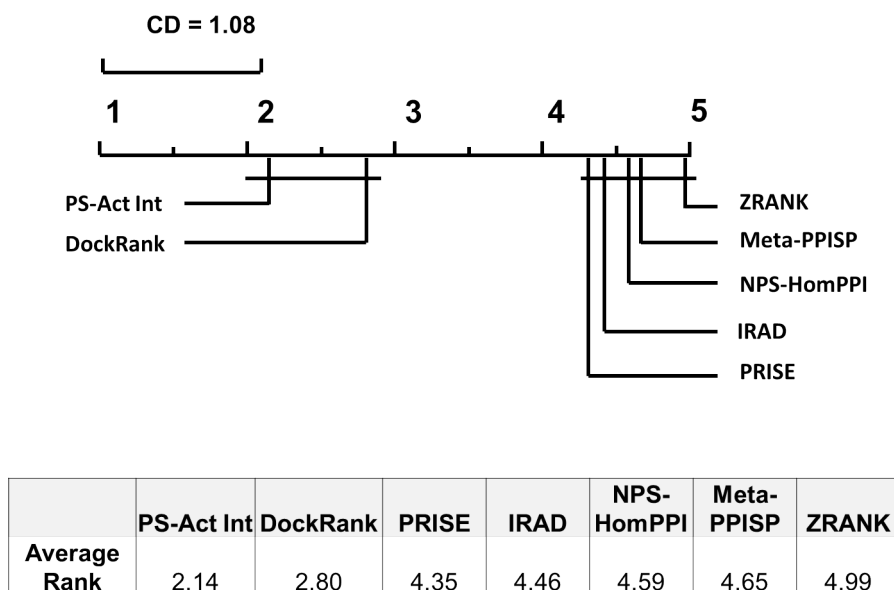 CD = 1.08
1 2 3 4 5
PS-Act Int
DockRank
ZRANK
Meta-PPISP
NPS-HomPPI
IRAD
PRISE
PS-Act Int DockRank PRISE IRAD NPS-HomPPI Meta-PPISP ZRANK
Average Rank 2.14 2.80 4.35 4.46 4.59 4.65 4.99